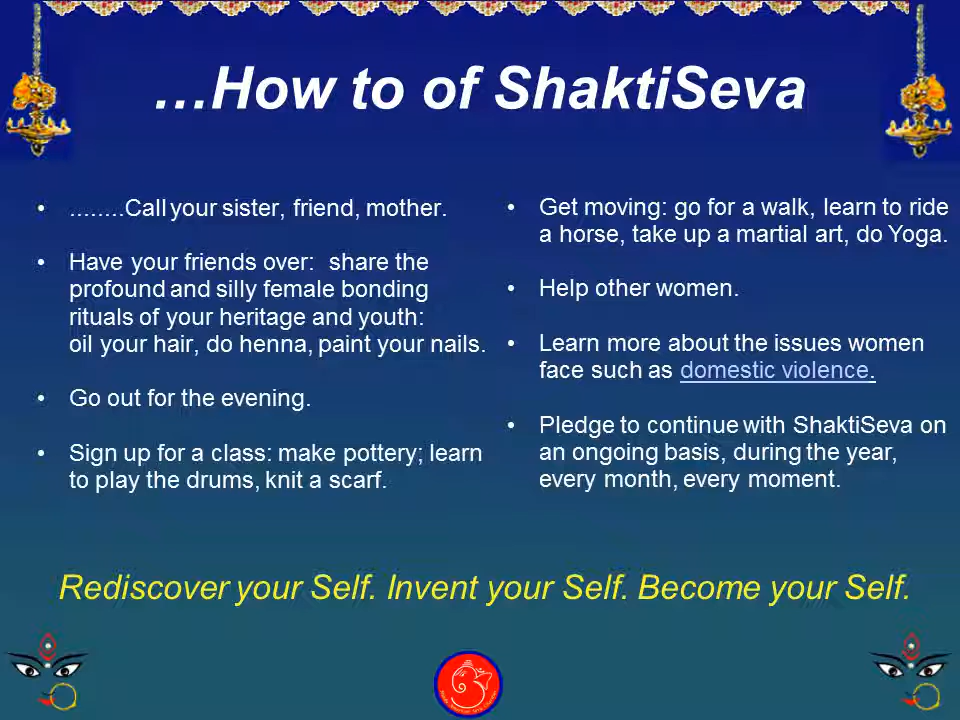 …How to of ShaktiSeva
• ........Call your sister, friend, mother.
• Have your friends over:  share the
profound and silly female bonding
rituals of your heritage and youth:
oil your hair, do henna, paint your nails.
• Go out for the evening.
• Sign up for a class: make pottery; learn
to play the drums, knit a scarf.
• Get moving: go for a walk, learn to ride
a horse, take up a martial art, do Yoga.
• Help other women.
• Learn more about the issues women
face such as domestic violence.
• Pledge to continue with ShaktiSeva on
an ongoing basis, during the year,
every month, every moment.
Rediscover your Self. Invent your Self. Become your Self.